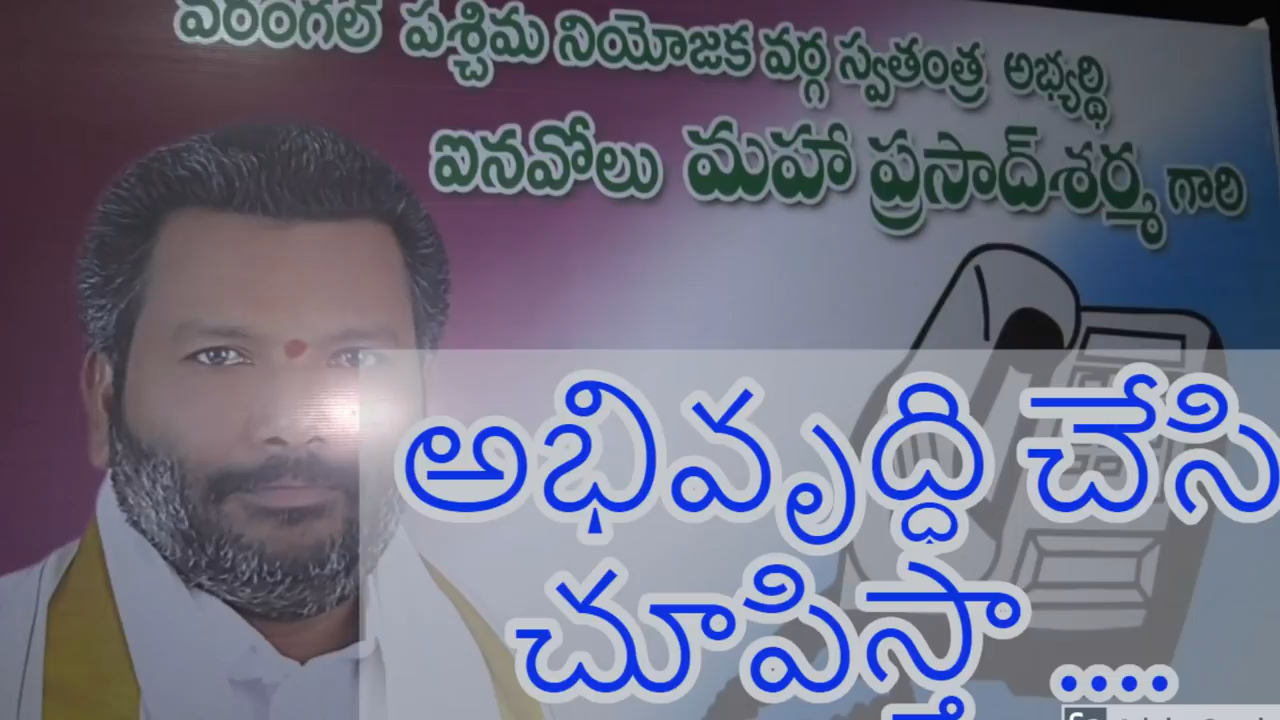 వరంగల్ పశ్చిమ నియోజక వర్గ స్వతంత్ర అభ్యర్థి
ఐనవోలు మహా ప్రసాద్‌శర్మ గారి
అభివృద్ధి చేసి
చూపిస్తా ....